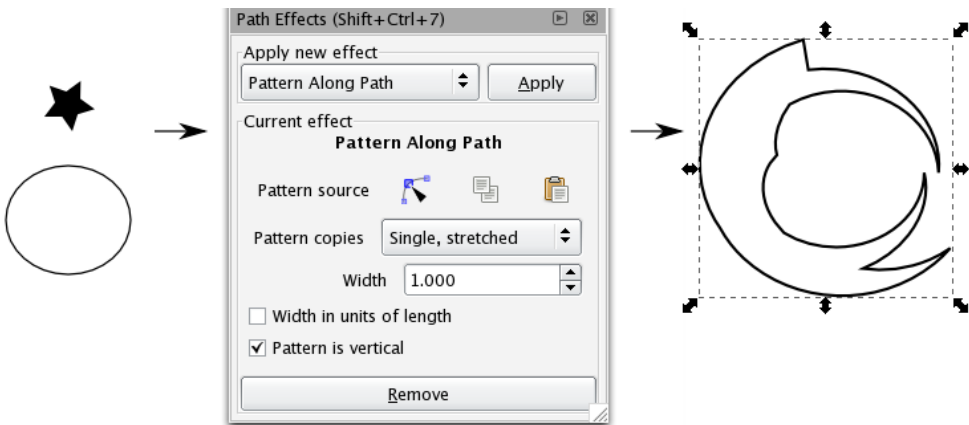 Path Effects (Shift+Ctrl+7)
Apply new effect
Pattern Along Path
Apply
Current effect
Pattern Along Path
Pattern source
Pattern copies Single, stretched
Width 1.000
Width in units of length
Pattern is vertical
Remove